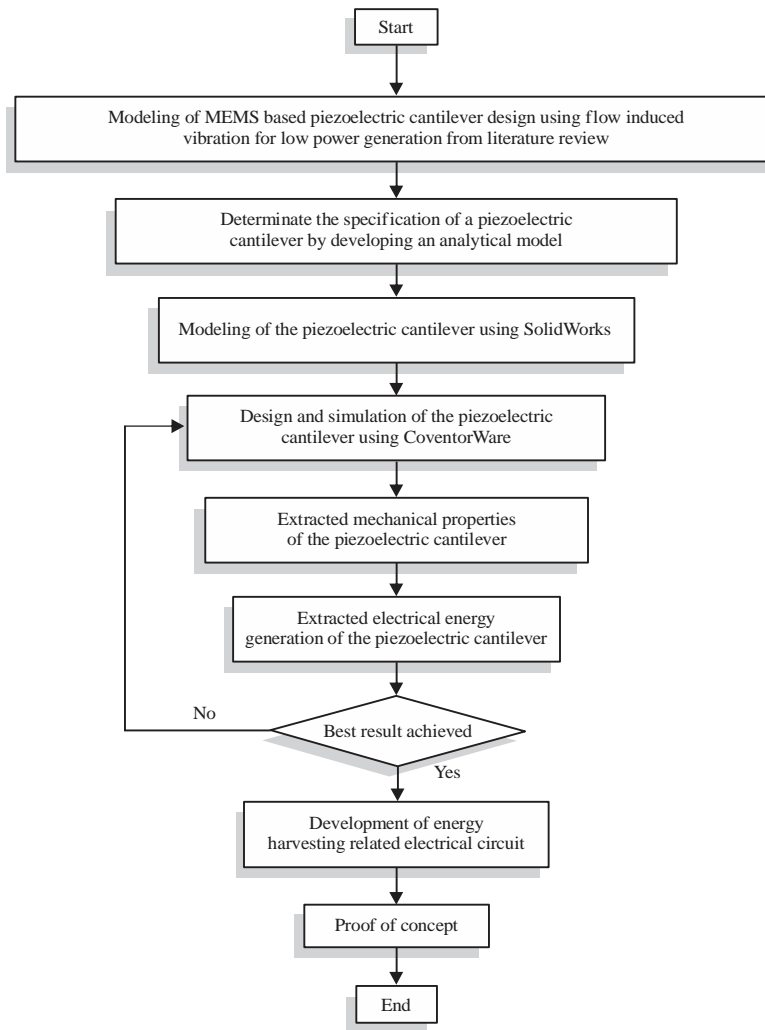 Start
Modeling of MEMS based piezoelectric cantilever design using flow induced
vibration for low power generation from literature review
Determinate the specification of a piezoelectric
cantilever by developing an analytical model
Modeling of the piezoelectric cantilever using SolidWorks
Design and simulation of the piezoelectric
cantilever using CoventorWare
Extracted mechanical properties
of the piezoelectric cantilever
Extracted electrical energy
generation of the piezoelectric cantilever
No
Best result achieved
Yes
Development of energy
harvesting related electrical circuit
Proof of concept
End